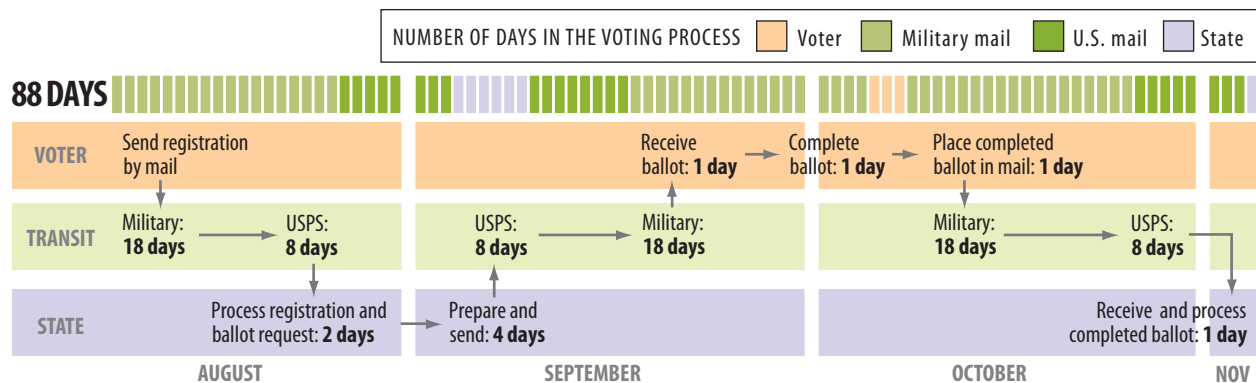 NUMBER OF DAYS IN THE VOTING PROCESS Voter Military mail U.S. mail State
88 DAYS
VOTER
Send registration
by mail
Receive
ballot: 1 day
Complete
ballot: 1 day
Place completed
ballot in mail: 1 day
TRANSIT
Military:
18 days
USPS:
8 days
USPS:
8 days
Military:
18 days
Military:
18 days
USPS:
8 days
STATE
Process registration and
ballot request: 2 days
Prepare and
send: 4 days
Receive and process
completed ballot: 1 day
AUGUST SEPTEMBER OCTOBER NOV